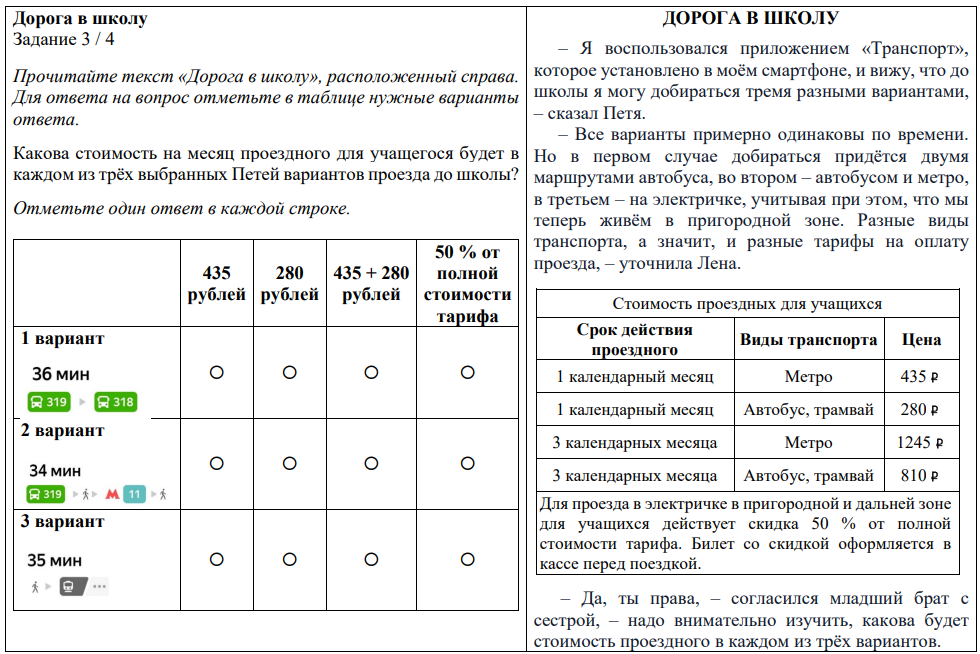 Дорога в школу
Задание 3 / 4
Прочитайте текст «Дорога в школу», расположенный справа.
Для ответа на вопрос отметьте в таблице нужные варианты
ответа.
Какова стоимость на месяц проездного для учащегося будет в
каждом из трёх выбранных Петей вариантов проезда до школы?
Отметьте один ответ в каждой строке.
435 рублей
280 рублей
435 + 280 рублей
50 % от полной стоимости тарифа
1 вариант
36 мин
319 318
2 вариант
34 мин
319 М 11
3 вариант
35 мин
ДОРОГА В ШКОЛУ
– Я воспользовался приложением «Транспорт»,
которое установлено в моём смартфоне, и вижу, что до
школы я могу добираться тремя разными вариантами,
– сказал Петя.
– Все варианты примерно одинаковы по времени.
Но в первом случае добираться придётся двумя
маршрутами автобуса, во втором – автобусом и метро,
в третьем – на электричке, учитывая при этом, что мы
теперь живём в пригородной зоне. Разные виды
транспорта, а значит, и разные тарифы на оплату
проезда, – уточнила Лена.
Стоимость проездных для учащихся
Срок действия проездного Виды транспорта Цена
1 календарный месяц Метро 435 ₽
1 календарный месяц Автобус, трамвай 280 ₽
3 календарных месяца Метро 1245 ₽
3 календарных месяца Автобус, трамвай 810 ₽
Для проезда в электричке в пригородной и дальней зоне
для учащихся действует скидка 50 % от полной
стоимости тарифа. Билет со скидкой оформляется в
кассе перед поездкой.
– Да, ты права, – согласился младший брат с
сестрой, – надо внимательно изучить, какова будет
стоимость проездного в каждом из трёх вариантов.